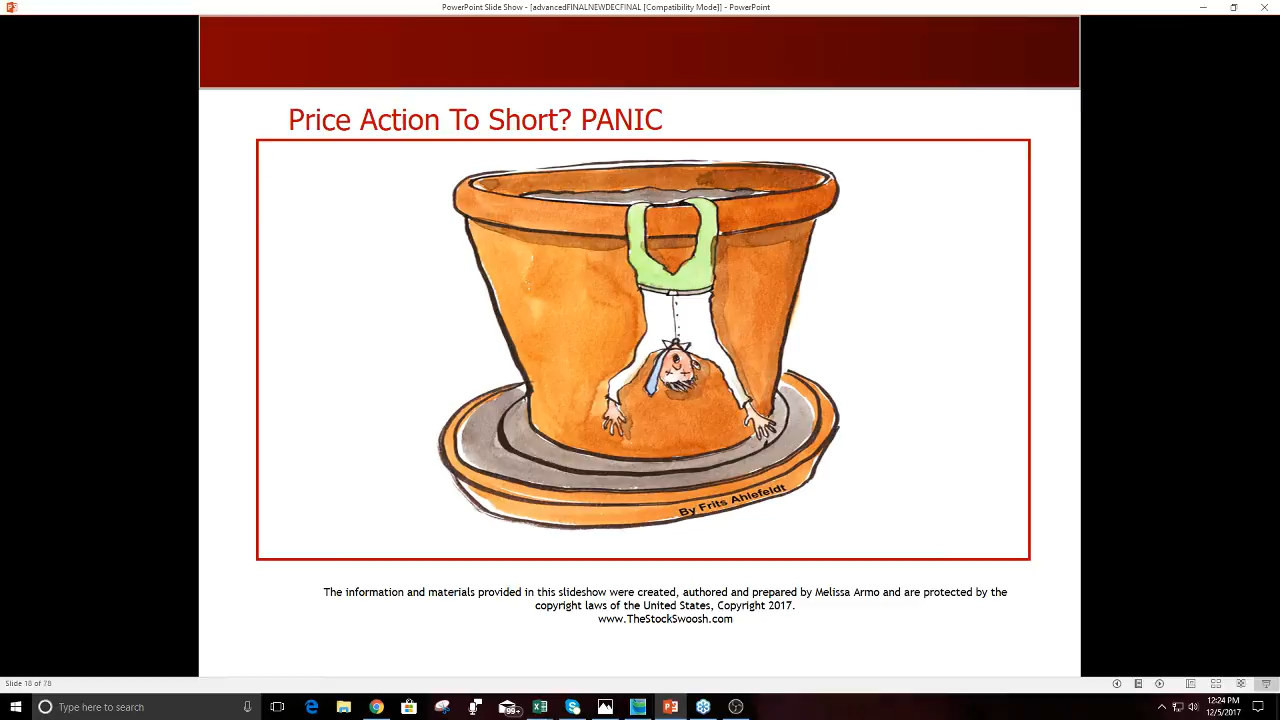 PowerPoint Slide Show - [advancedFINALNEWDECFINAL [Compatibility Mode]] - PowerPoint
Price Action To Short? PANIC
By Frits Ahlefeldt
The information and materials provided in this slideshow were created, authored and prepared by Melissa Armo and are protected by the
copyright laws of the United States, Copyright 2017.
www.TheStockSwoosh.com
Slide 18 of 78
Type here to search
99+
12:24 PM
12/5/2017